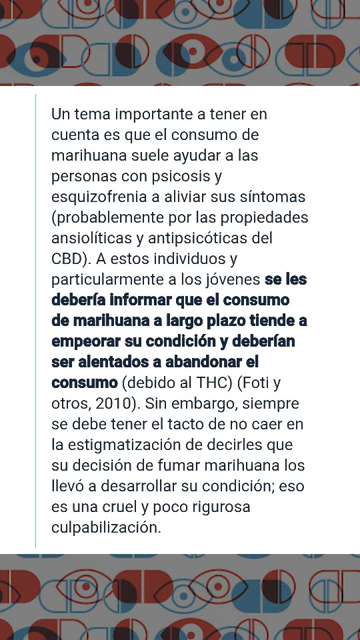 Un tema importante a tener en
cuenta es que el consumo de
marihuana suele ayudar a las
personas con psicosis y
esquizofrenia a aliviar sus síntomas
(probablemente por las propiedades
ansiolíticas y antipsicóticas del
CBD). A estos individuos y
particularmente a los jóvenes se les
debería informar que el consumo
de marihuana a largo plazo tiende a
empeorar su condición y deberían
ser alentados a abandonar el
consumo (debido al THC) (Foti y
otros, 2010). Sin embargo, siempre
se debe tener el tacto de no caer en
la estigmatización de decirles que
su decisión de fumar marihuana los
llevó a desarrollar su condición; eso
es una cruel y poco rigurosa
culpabilización.